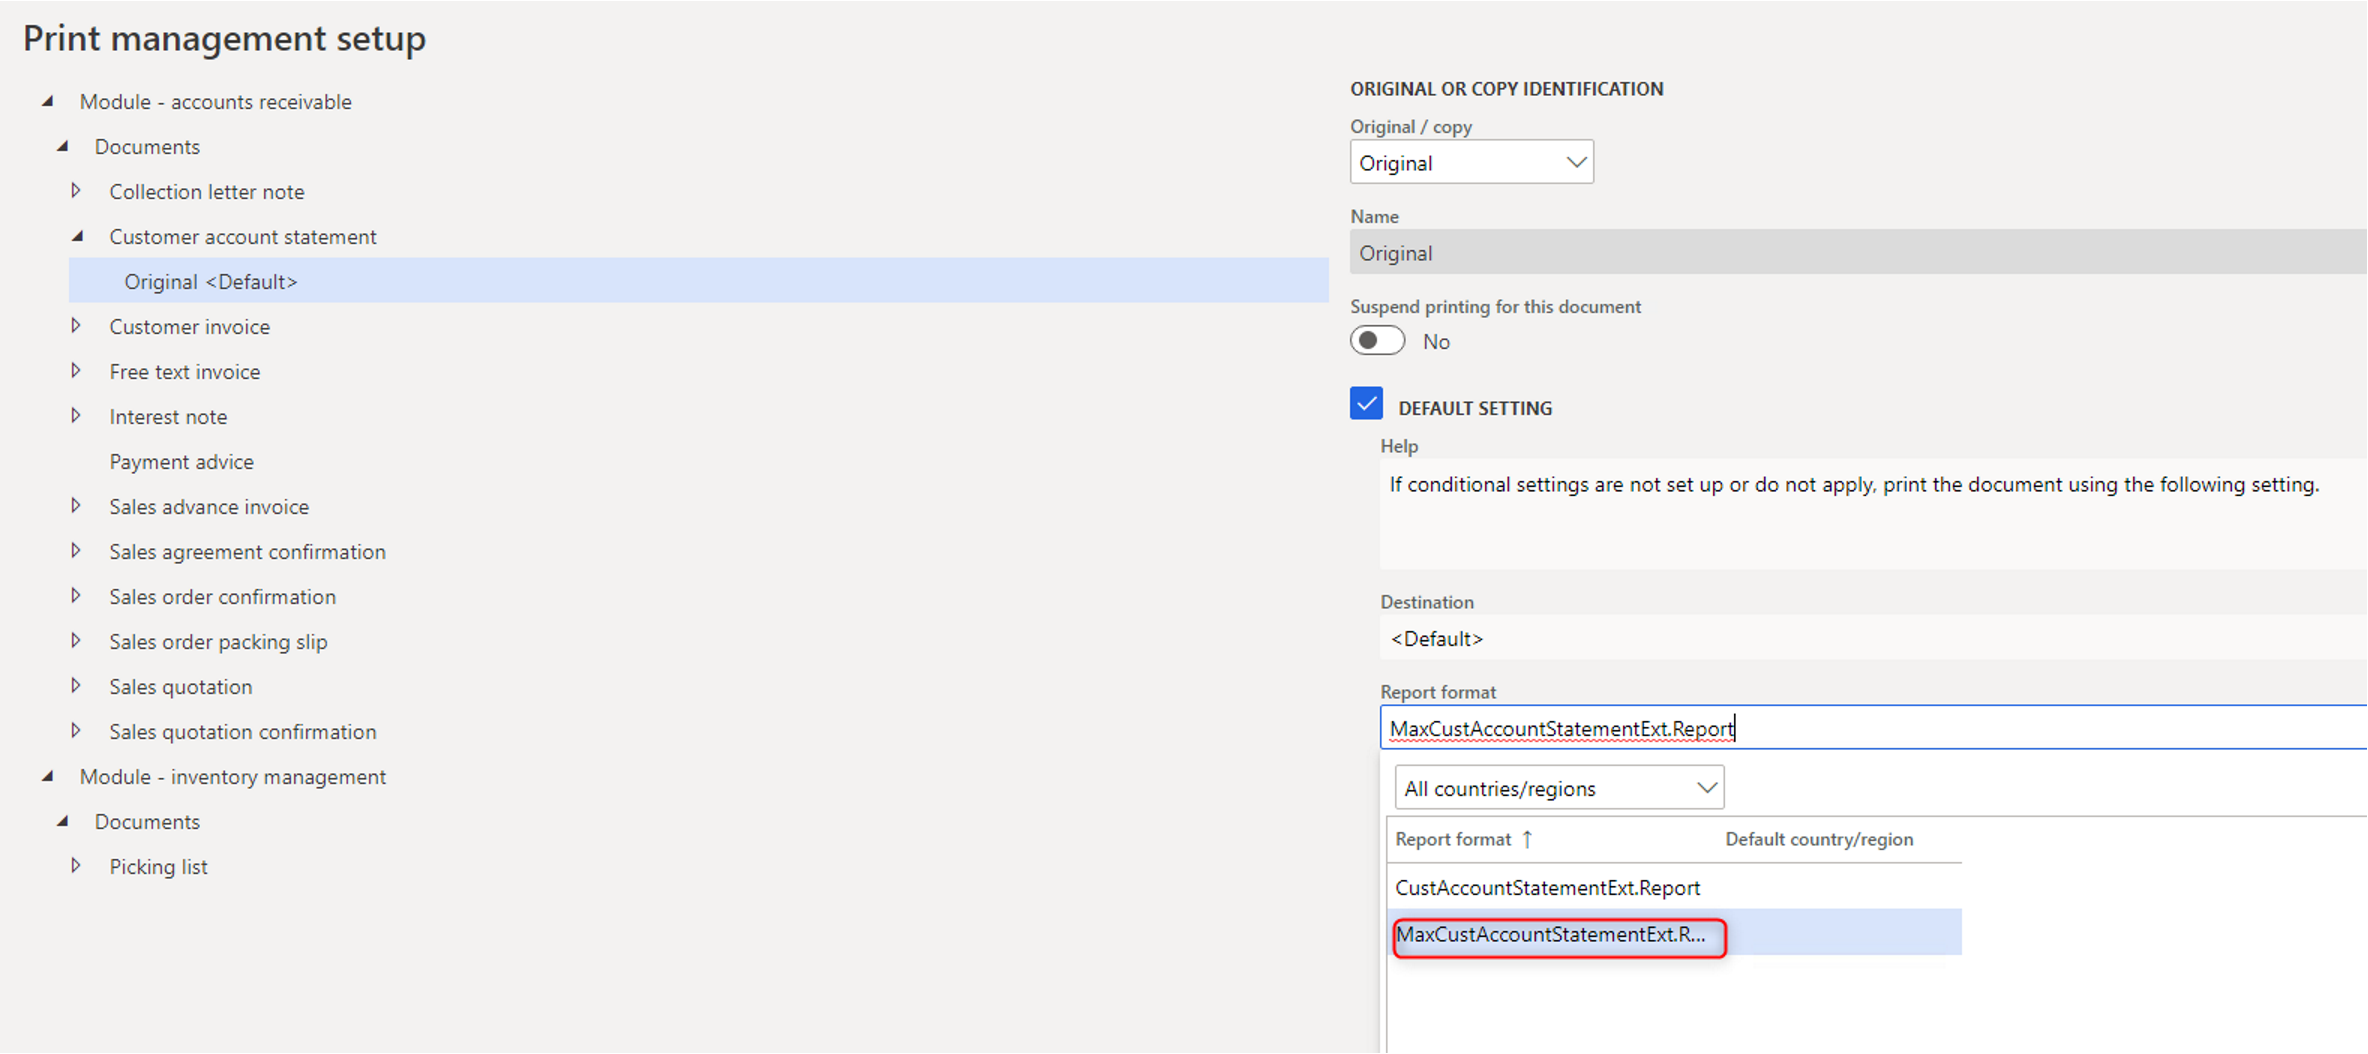 Print management setup
Module - accounts receivable
Documents
Collection letter note
Customer account statement
Original <Default>
Customer invoice
Free text invoice
Interest note
Payment advice
Sales advance invoice
Sales agreement confirmation
Sales order confirmation
Sales order packing slip
Sales quotation
Sales quotation confirmation
Module - inventory management
Documents
Picking list
ORIGINAL OR COPY IDENTIFICATION
Original / copy
Original
Name
Original
Suspend printing for this document
No
DEFAULT SETTING
Help
If conditional settings are not set up or do not apply, print the document using the following setting.
Destination
<Default>
Report format
MaxCustAccountStatementExt.Report
All countries/regions
Report format ↑ Default country/region
CustAccountStatementExt.Report
MaxCustAccountStatementExt.R...